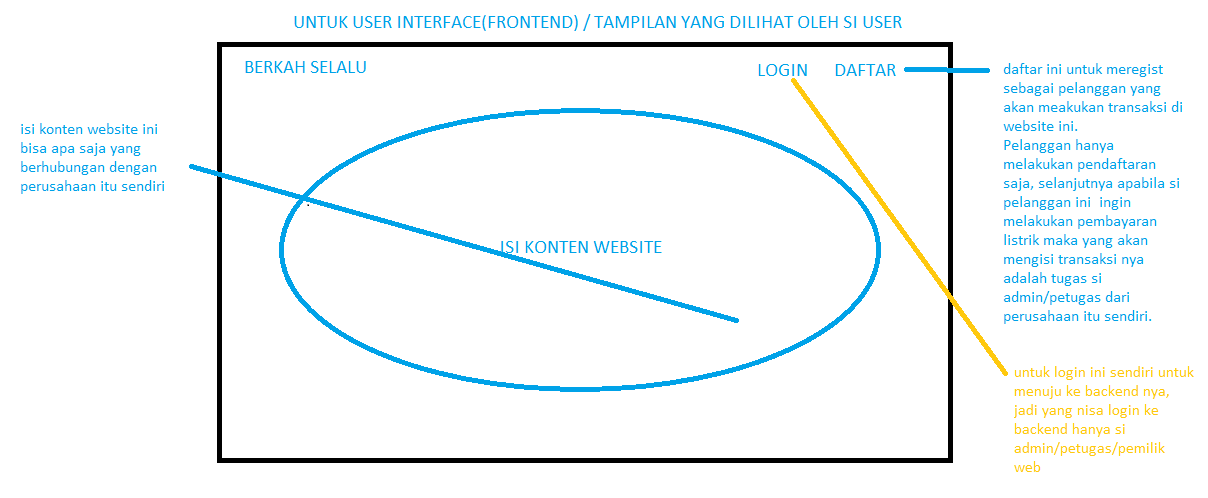 UNTUK USER INTERFACE(FRONTEND) / TAMPILAN YANG DILIHAT OLEH SI USER
BERKAH SELALU
LOGIN
DAFTAR
daftar ini untuk meregist
sebagai pelanggan yang
akan meakukan transaksi di
website ini.
Pelanggan hanya
melakukan pendaftaran
saja, selanjutnya apabila si
pelanggan ini ingin
melakukan pembayaran
listrik maka yang akan
mengisi transaksi nya
adalah tugas si
admin/petugas dari
perusahaan itu sendiri.
isi konten website ini
bisa apa saja yang
berhubungan dengan
perusahaan itu sendiri
ISI KONTEN WEBSITE
untuk login ini sendiri untuk
menuju ke backend nya,
jadi yang nisa login ke
backend hanya si
admin/petugas/pemilik
web